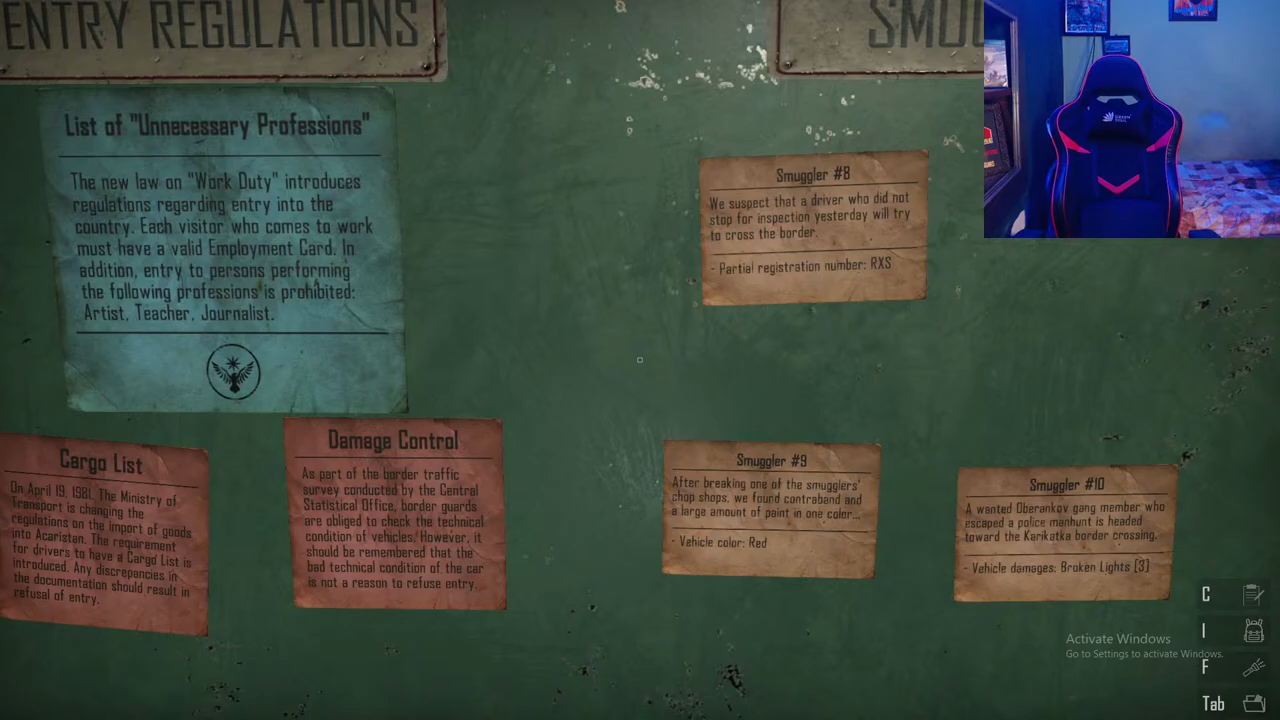 ENTRY REGULATIONS
SMU
List of "Unnecessary Professions"
The new law on "Work Duty" introduces
regulations regarding entry into the
country. Each visitor who comes to work
must have a valid Employment Card. In
addition, entry to persons performing
the following professions is prohibited:
Artist, Teacher, Journalist.
Smuggler #8
We suspect that a driver who did not
stop for inspection yesterday will try
to cross the border.
- Partial registration number: RXS
Cargo List
On April 19, 1981, The Ministry of
Transport is changing the
regulations on the import of goods
into Acaristan. The requirement
for drivers to have a Cargo List is
introduced. Any discrepancies in
the documentation should result in
refusal of entry.
Damage Control
As part of the border traffic
survey conducted by the Central
Statistical Office, border guards
are obliged to check the technical
condition of vehicles. However, it
should be remembered that the
bad technical condition of the car
is not a reason to refuse entry.
Smuggler #9
After breaking one of the smugglers'
chop shops, we found contraband and
a large amount of paint in one color...
- Vehicle color: Red
Smuggler #10
A wanted Oberankov gang member who
escaped a police manhunt is headed
toward the Karikatka border crossing.
- Vehicle damages: Broken Lights [3]
C
I
F
Tab
Activate Windows
Go to Settings to activate Windows.